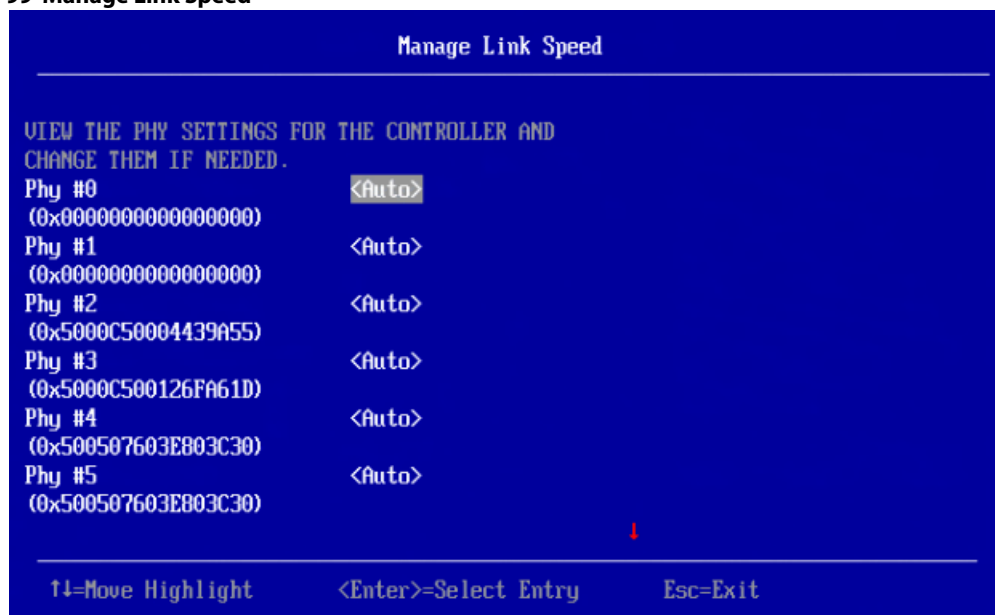 Manage Link Speed
VIEW THE PHY SETTINGS FOR THE CONTROLLER AND
CHANGE THEM IF NEEDED.
Phy #0 <Auto>
(0x0000000000000000)
Phy #1 <Auto>
(0x0000000000000000)
Phy #2 <Auto>
(0x5000C50004439A55)
Phy #3 <Auto>
(0x5000C500126FA61D)
Phy #4 <Auto>
(0x500507603E803C30)
Phy #5 <Auto>
(0x500507603E803C30)
↓
↑↓=Move Highlight <Enter>=Select Entry Esc=Exit